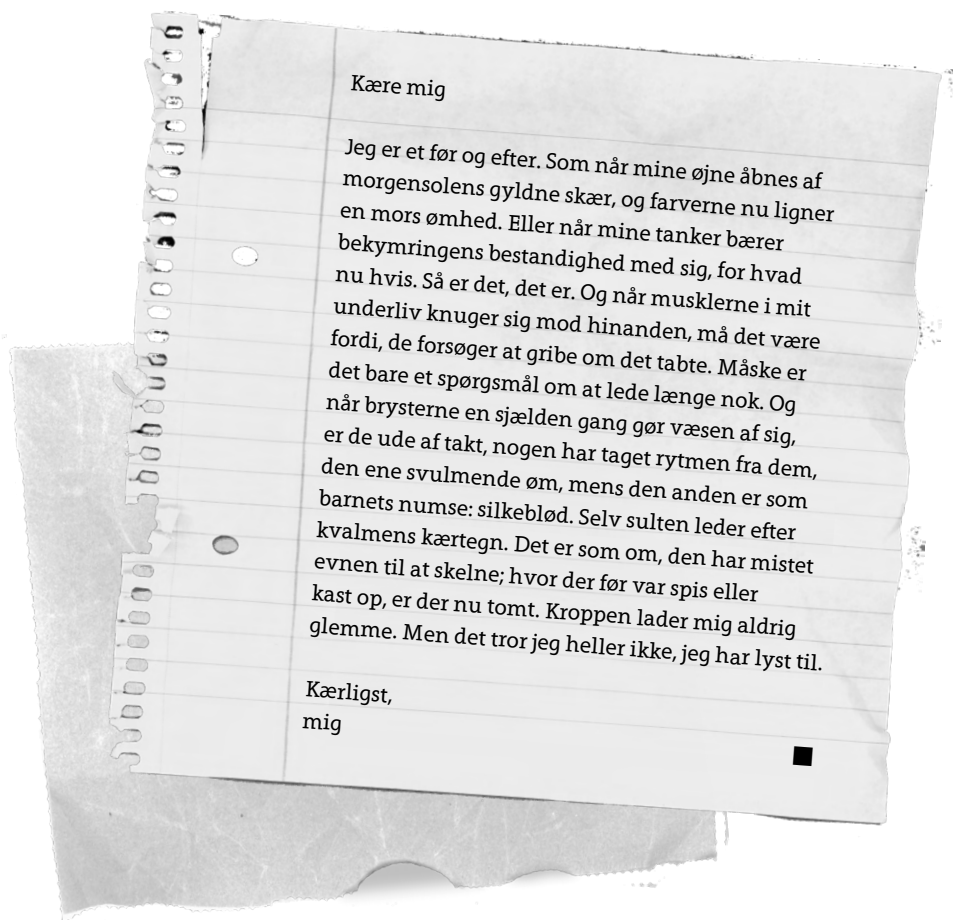 Kære mig
Jeg er et før og efter. Som når mine øjne åbnes af
morgensolens gyldne skær, og farverne nu ligner
en mors ømhed. Eller når mine tanker bærer
bekymringens bestandighed med sig, for hvad
nu hvis. Så er det, det er. Og når musklerne i mit
underliv knuger sig mod hinanden, må det være
fordi, de forsøger at gribe om det tabte. Måske er
det bare et spørgsmål om at lede længe nok. Og
når brysterne en sjælden gang gør væsen af sig,
er de ude af takt, nogen har taget rytmen fra dem,
den ene svulmende øm, mens den anden er som
barnets numse: silkeblød. Selv sulten leder efter
kvalmens kærtegn. Det er som om, den har mistet
evnen til at skelne; hvor der før var spis eller
kast op, er der nu tomt. Kroppen lader mig aldrig
glemme. Men det tror jeg heller ikke, jeg har lyst til.
Kærligst,
mig